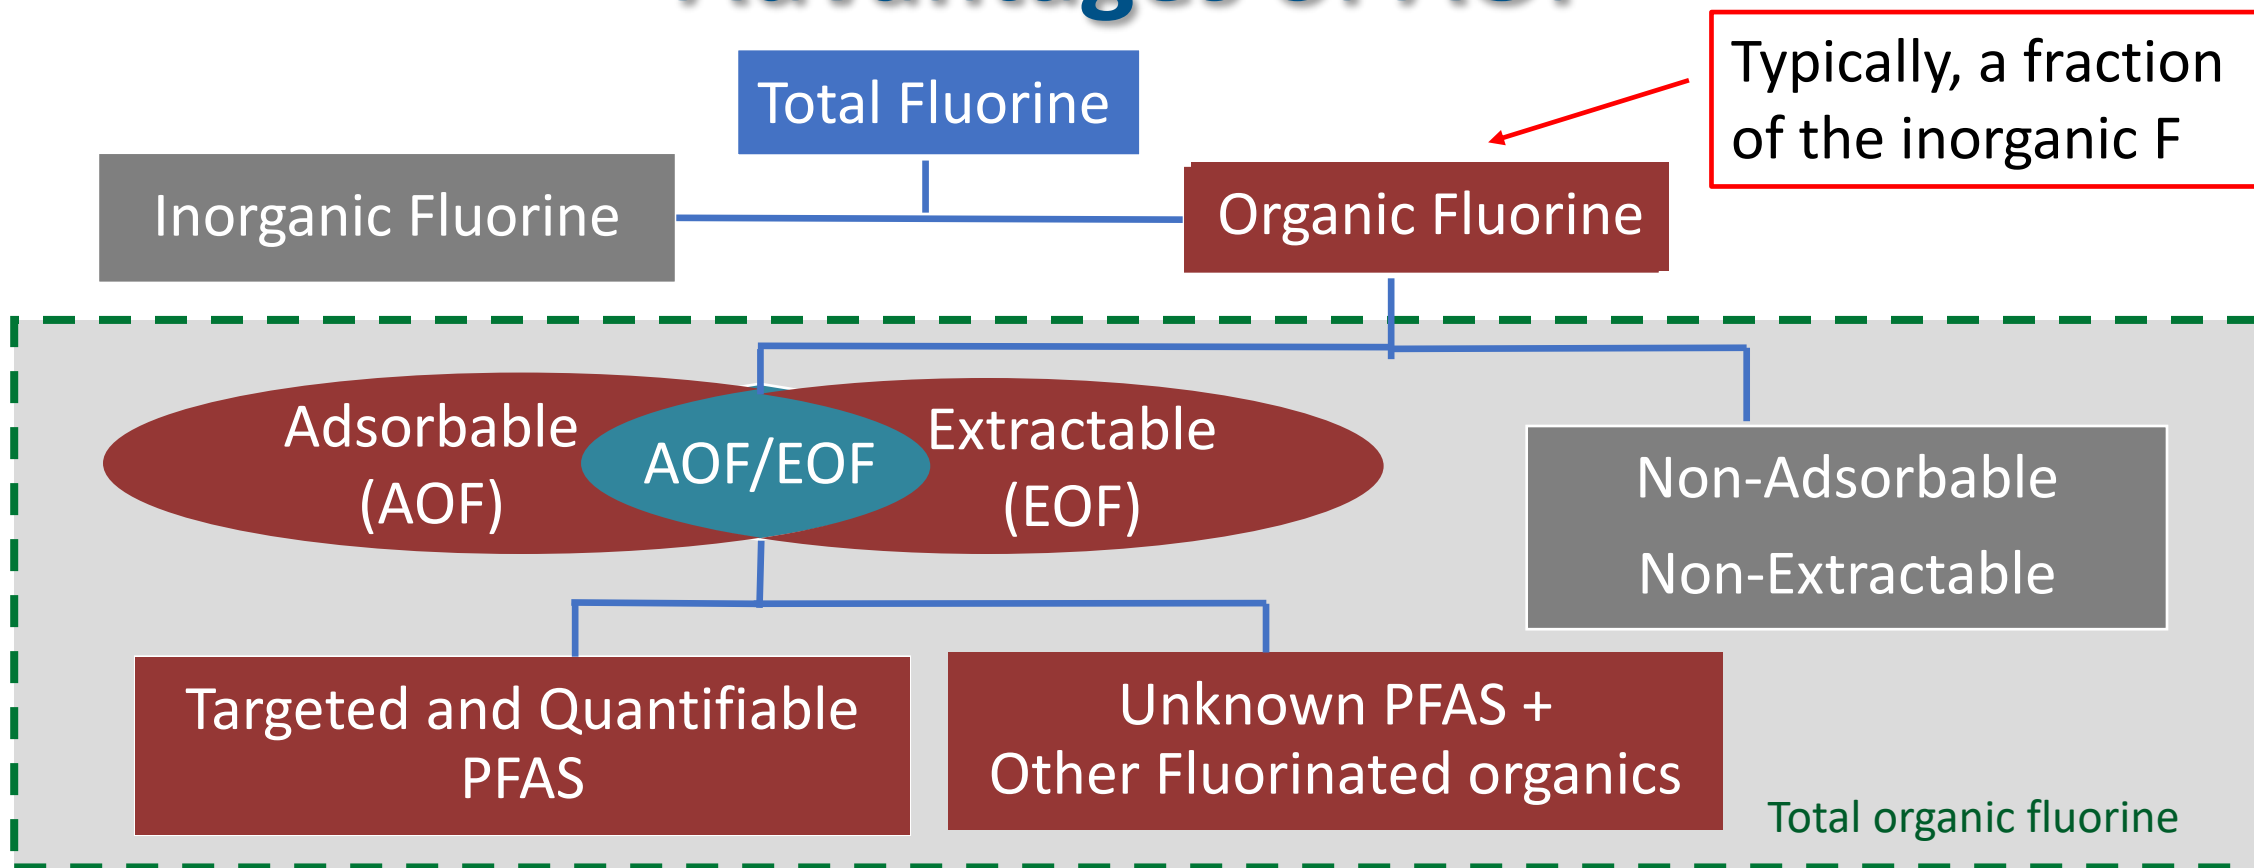 Total Fluorine
Typically, a fraction
of the inorganic F
Inorganic Fluorine
Organic Fluorine
Adsorbable
(AOF)
AOF/EOF
Extractable
(EOF)
Non-Adsorbable
Non-Extractable
Targeted and Quantifiable
PFAS
Unknown PFAS +
Other Fluorinated organics
Total organic fluorine